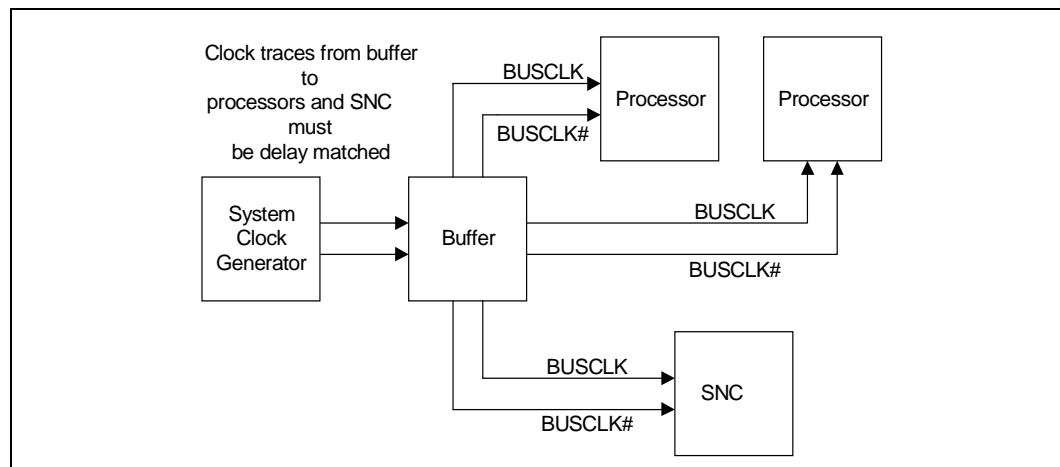 Clock traces from buffer
to
processors and SNC
must
be delay matched
BUSCLK
BUSCLK#
Processor
Processor
System
Clock
Generator
Buffer
BUSCLK
BUSCLK#
BUSCLK
BUSCLK#
SNC